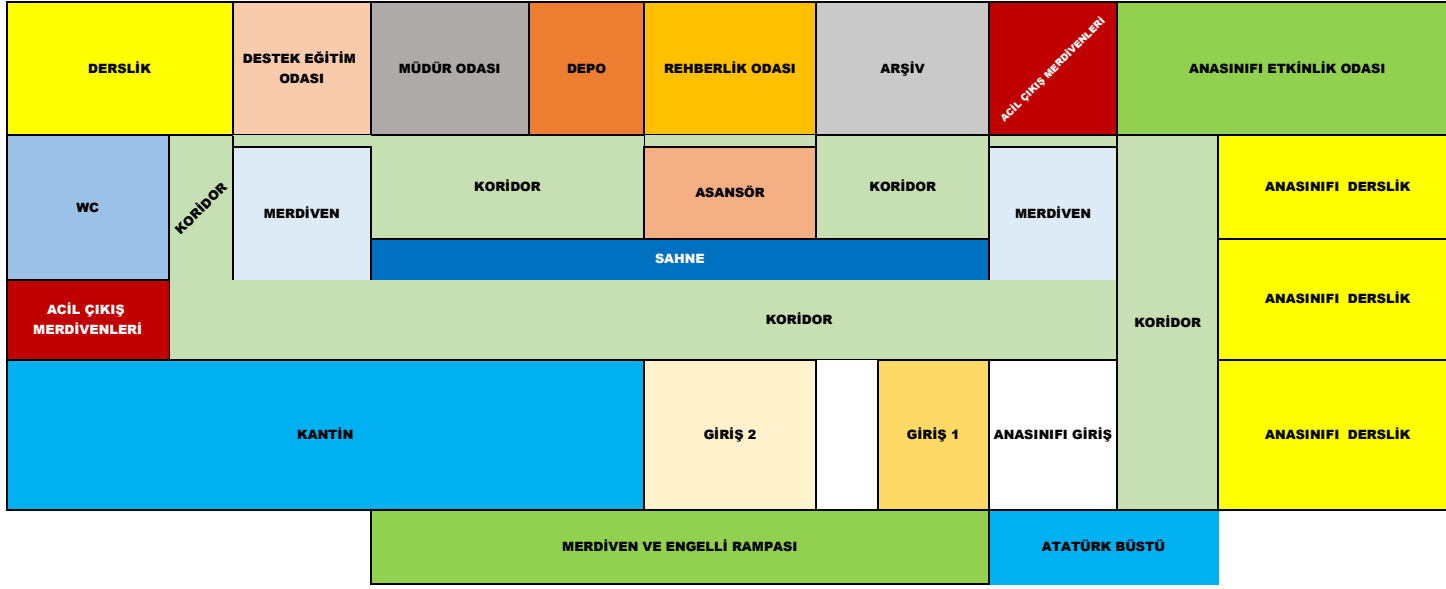 DERSLİK
DESTEK EĞİTİM
ODASI
MÜDÜR ODASI
DEPO
REHBERLİK ODASI
ARŞİV
ACİL ÇIKIŞ MERDİVENLERİ
ANASINIFI ETKİNLİK ODASI
WC
KORİDOR
MERDİVEN
KORİDOR
ASANSÖR
KORİDOR
MERDİVEN
ANASINIFI DERSLİK
SAHNE
ACİL ÇIKIŞ
MERDİVENLERİ
KORİDOR
KORİDOR
ANASINIFI DERSLİK
KANTİN
GİRİŞ 2
GİRİŞ 1
ANASINIFI GİRİŞ
ANASINIFI DERSLİK
MERDİVEN VE ENGELLİ RAMPASI
ATATÜRK BÜSTÜ